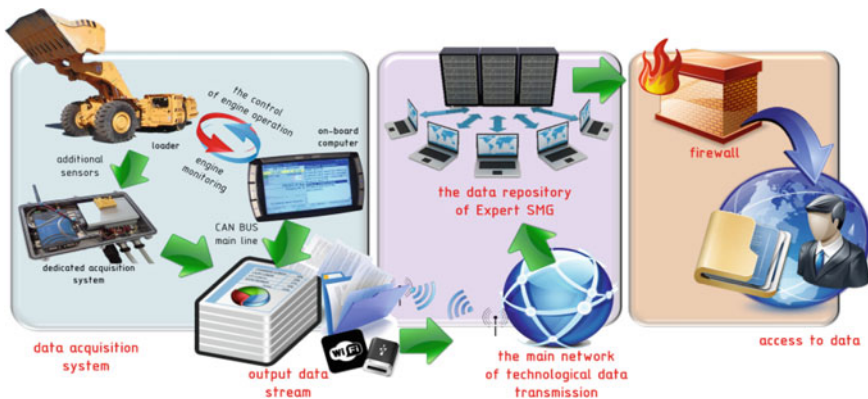 the control
of engine operation
engine
monitoring
loader
on-board
computer
additional
sensors
CAN BUS
main line
dedicated acquisition
system
data acquisition
system
output data
stream
WiFi
the data repository
of Expert SMG
the main network
of technological data
transmission
firewall
access to data